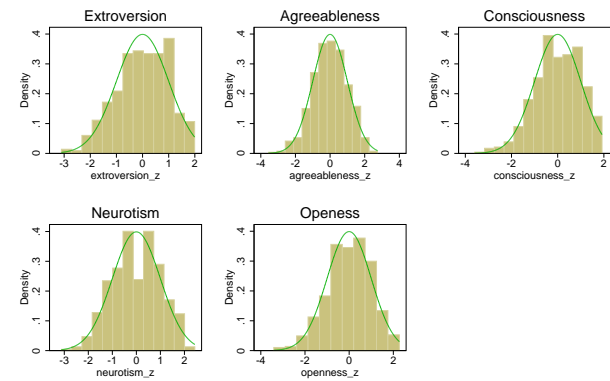 Extroversion
Density
0 .1 .2 .3 .4
-3 -2 -1 0 1 2
extroversion_z
Agreeableness
Density
0 .1 .2 .3 .4
-4 -2 0 2 4
agreeableness_z
Consciousness
Density
0 .1 .2 .3 .4
-4 -2 0 2
consciousness_z
Neurotism
Density
0 .1 .2 .3 .4
-3 -2 -1 0 1 2
neurotism_z
Openess
Density
0 .1 .2 .3 .4
-4 -2 0 2
openness_z